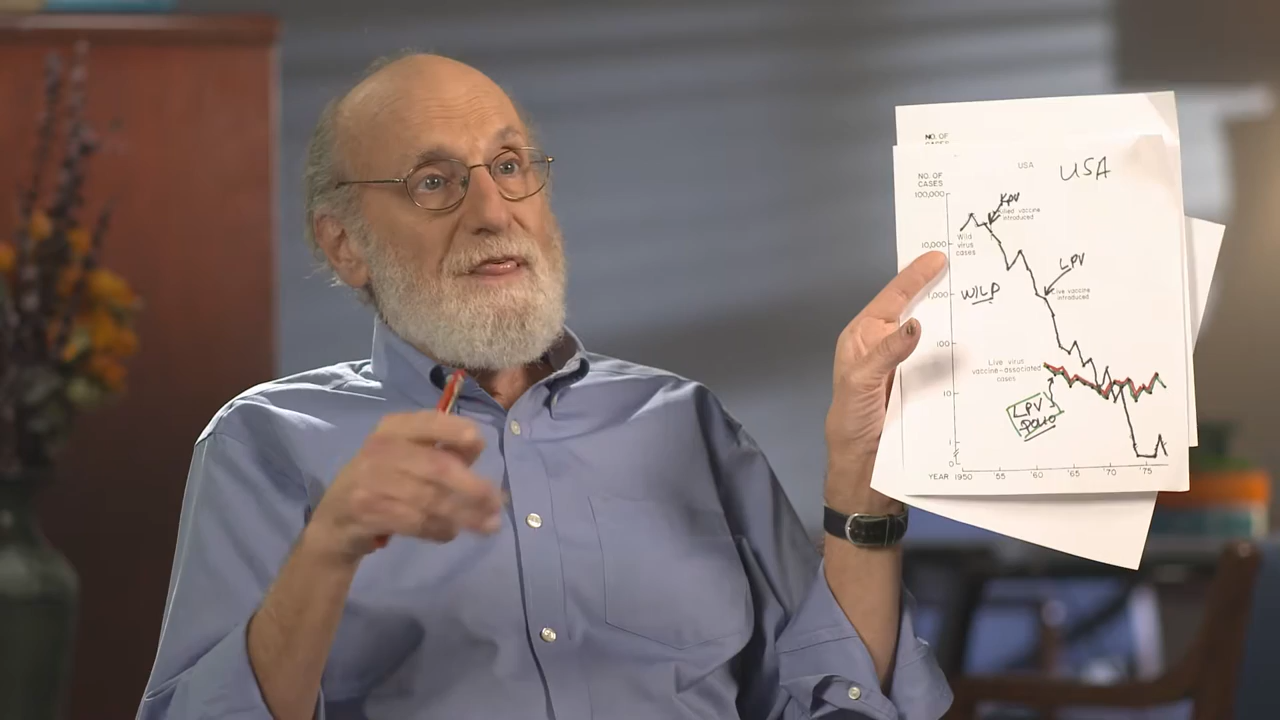 NO. OF
CASES
USA
USA
NO. OF
CASES
100,000
KPV
Killed vaccine
introduced
Wild
virus
cases
10,000
LPV
1,000
WILD
Live vaccine
introduced
100
Live virus
vaccine-associated
cases
10
LPV
POLIO
1
0
YEAR 1950 '55 '60 '65 '70 '75